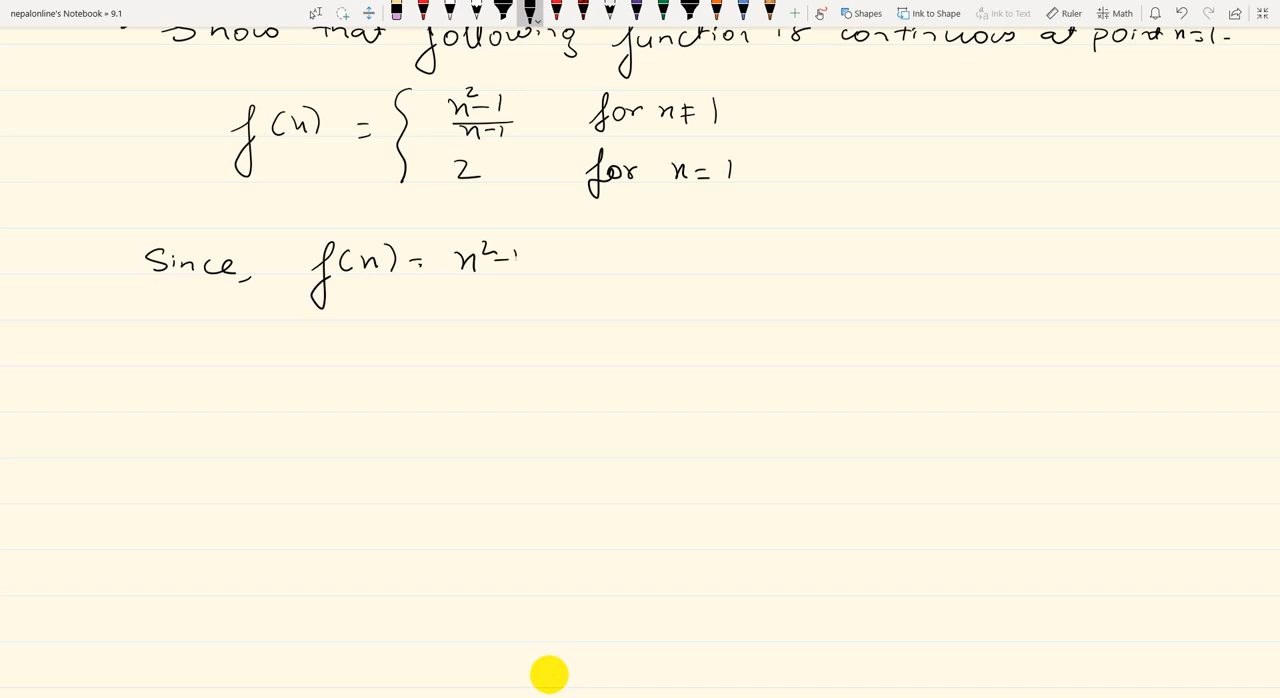 nepalonline's Notebook » 9.1
Shapes Ink to Shape Ink to Text Ruler Math
Show that following function is continuous at point x=1.
f(x) = { x²-1/x-1 for x≠1
2 for x=1
Since, f(x) = x²-